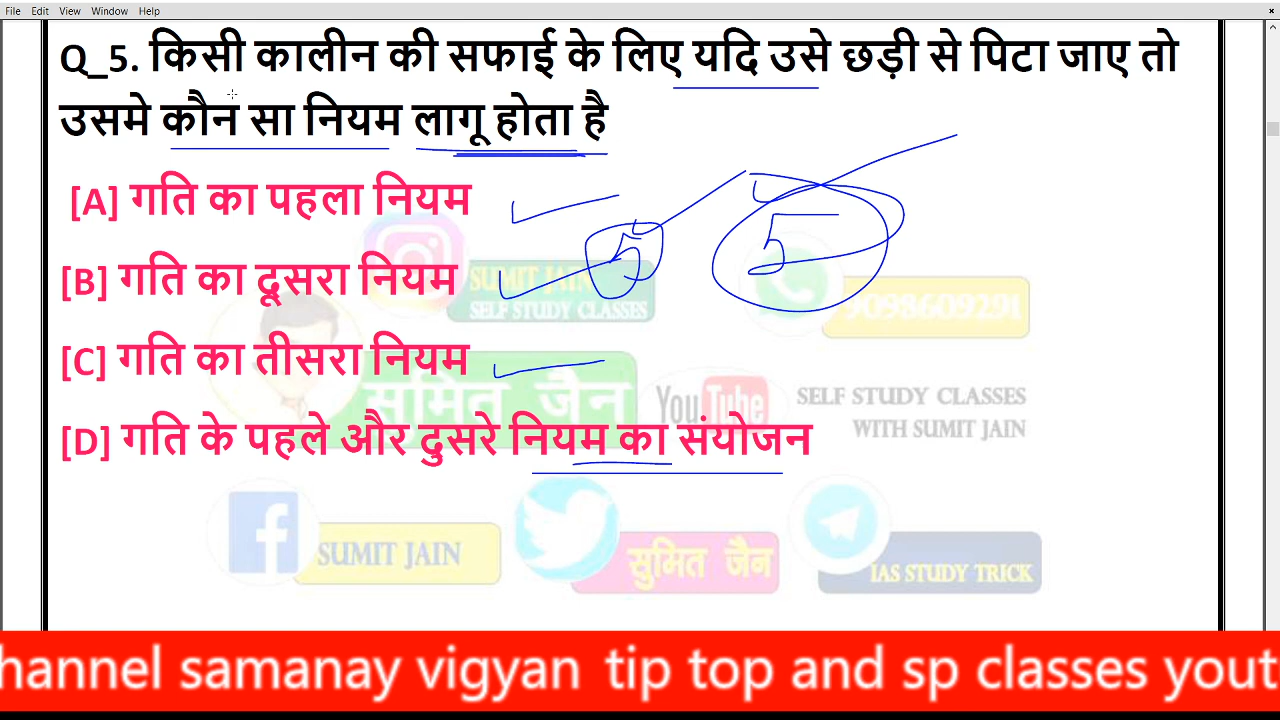 File Edit View Window Help
Q_5. किसी कालीन की सफाई के लिए यदि उसे छड़ी से पिटा जाए तो
उसमे कौन सा नियम लागू होता है
[A] गति का पहला नियम
5 5
[B] गति का दूसरा नियम
SUMIT JAIN
SELF STUDY CLASSES
9098609291
[C] गति का तीसरा नियम
सुमित जैन
YouTube
SELF STUDY CLASSES
WITH SUMIT JAIN
[D] गति के पहले और दुसरे नियम का संयोजन
SUMIT JAIN
सुमित जैन
IAS STUDY TRICK
hannel samanay vigyan tip top and sp classes yout